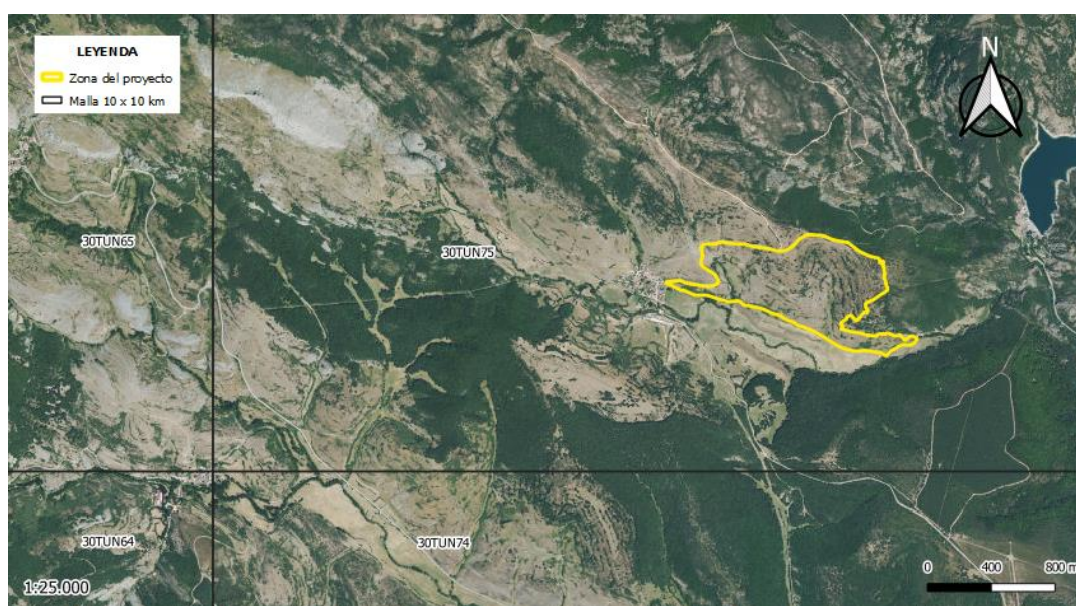 LEYENDA
Zona del proyecto
Malla 10 x 10 km
N
30TUN65
30TUN75
30TUN64
30TUN74
1:25.000
0 400 800 m